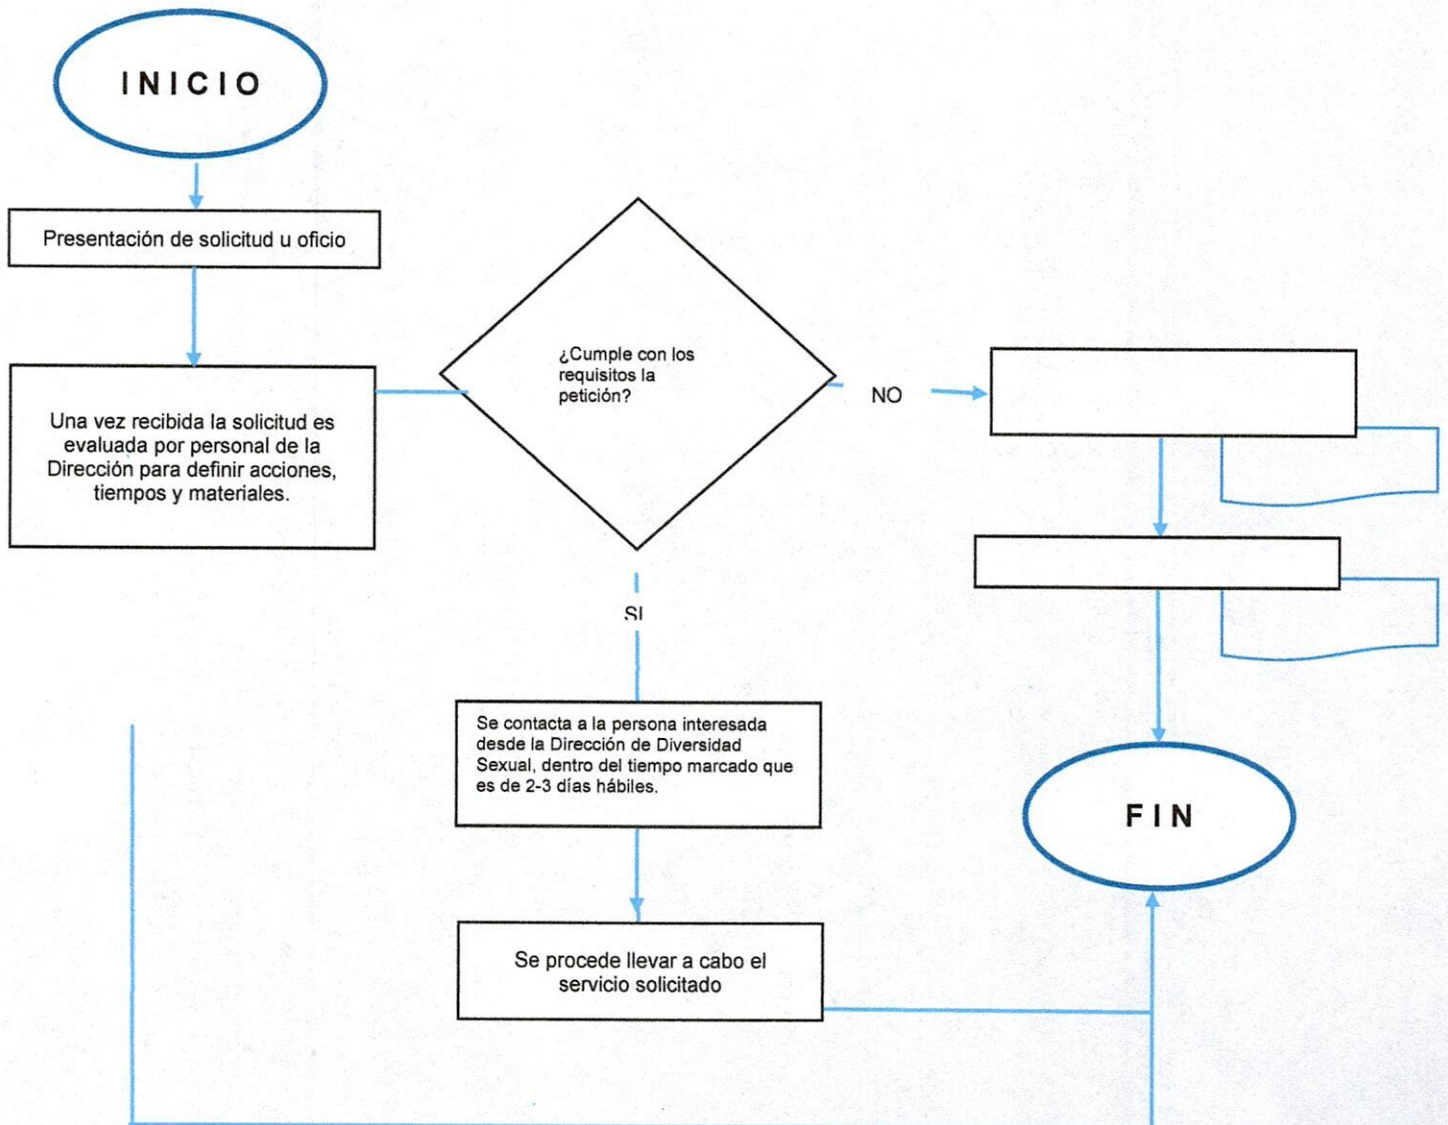 INICIO
Presentación de solicitud u oficio
Una vez recibida la solicitud es
evaluada por personal de la
Dirección para definir acciones,
tiempos y materiales.
¿Cumple con los
requisitos la
petición?
NO
SI
Se contacta a la persona interesada
desde la Dirección de Diversidad
Sexual, dentro del tiempo marcado que
es de 2-3 días hábiles.
Se procede llevar a cabo el
servicio solicitado
FIN